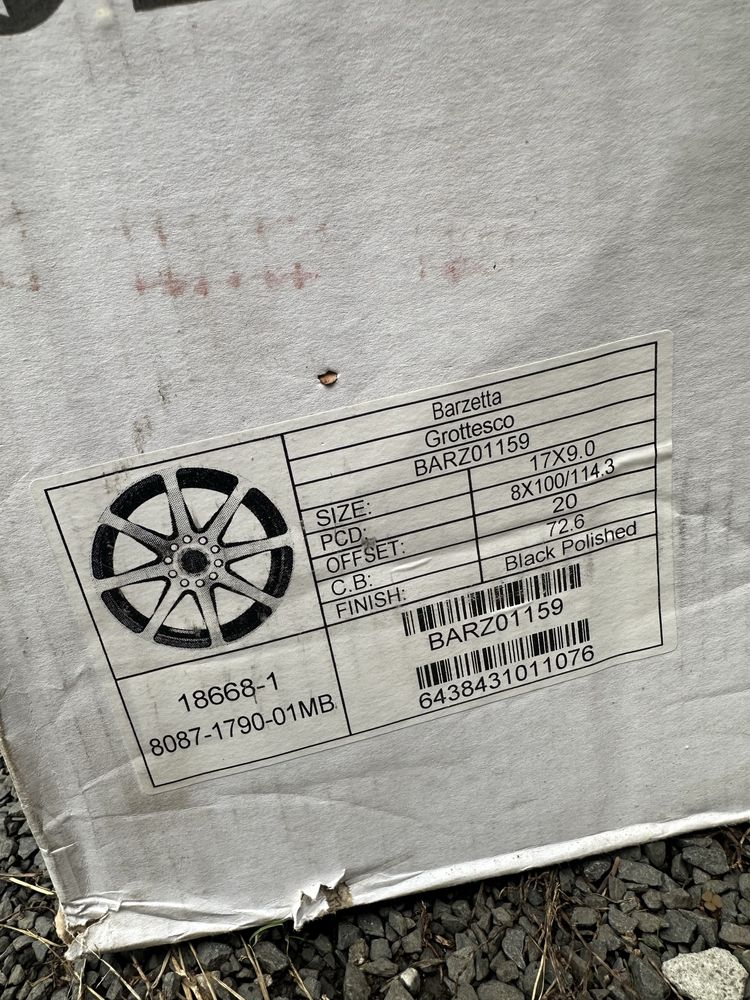 Barzetta
Grottesco
BARZ01159
SIZE: 17X9.0
PCD: 8X100/114.3
OFFSET: 20
C.B: 72.6
FINISH: Black Polished
BARZ01159
6438431011076
18668-1
8087-1790-01MB